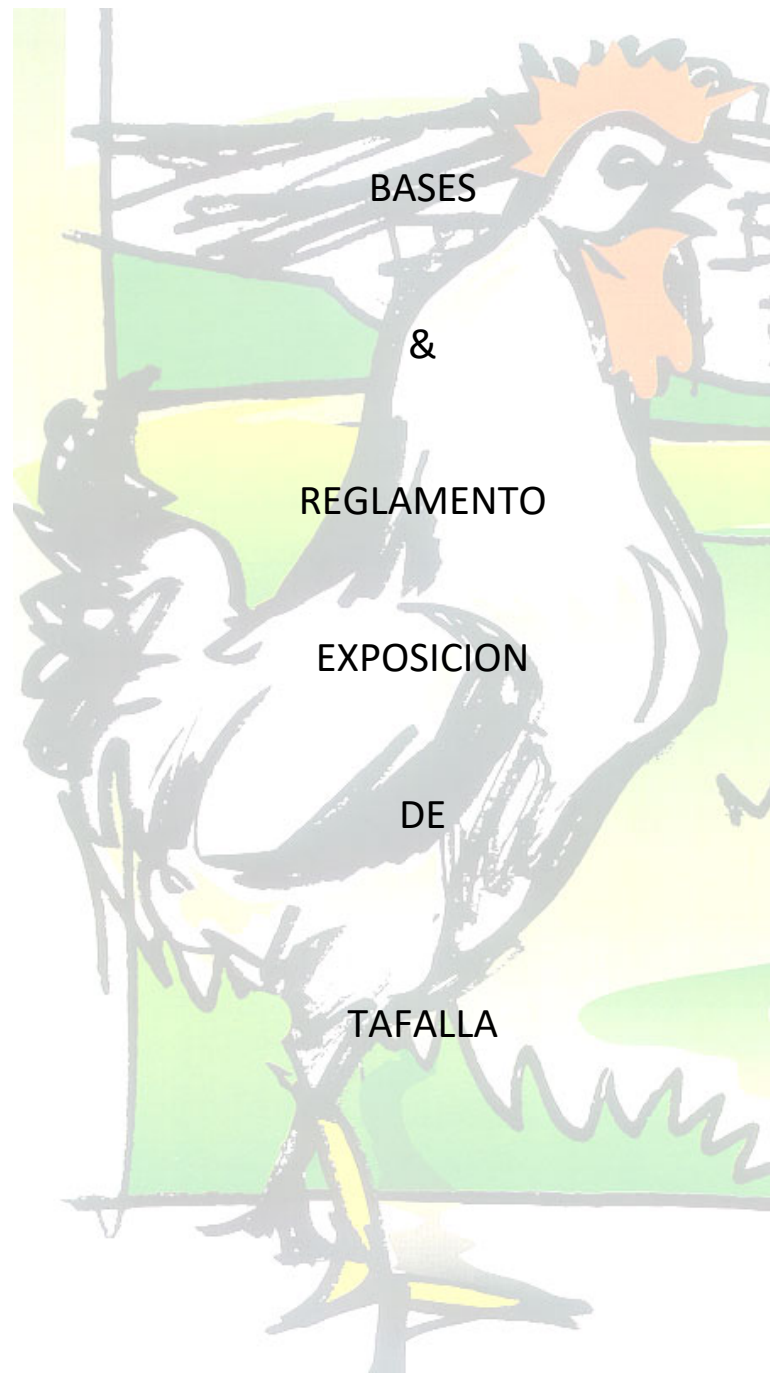 BASES
&
REGLAMENTO
EXPOSICION
DE
TAFALLA